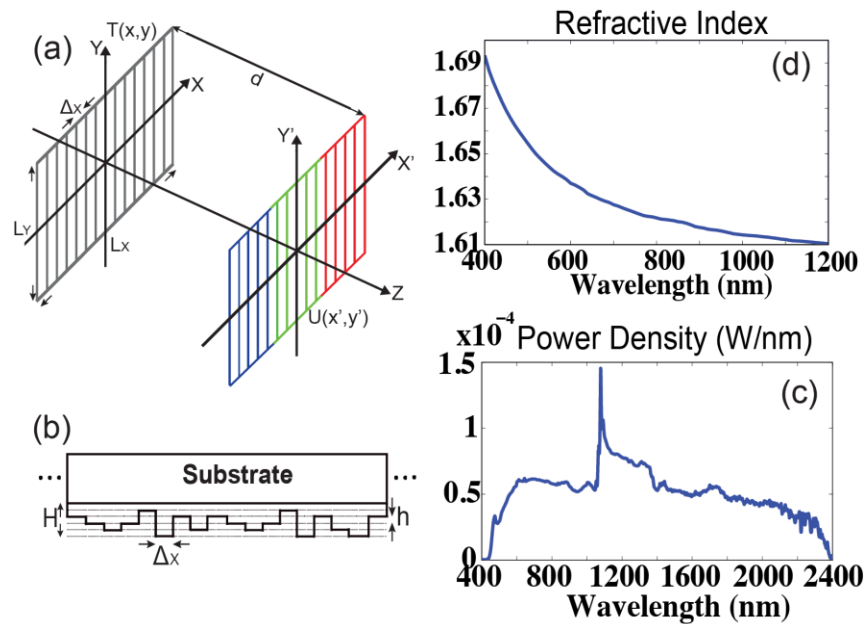 (a)
T(x,y)
Y
X
Δx
d
Y'
X'
LY
LX
Z
U(x',y')
(b)
Substrate
...
...
H
h
Δx
Refractive Index
(d)
1.69
1.67
1.65
1.63
1.61
400 600 800 1000 1200
Wavelength (nm)
x10-4 Power Density (W/nm)
(c)
1.5
1
0.5
0
400 800 1200 1600 2000 2400
Wavelength (nm)